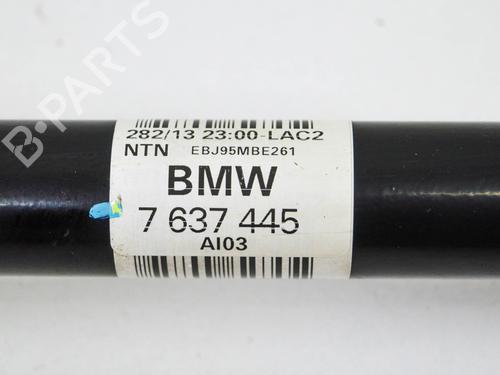 282/13 23:00-LAC2
NTN EBJ95MBE261
BMW
7 637 445
AI03
B-PARTS